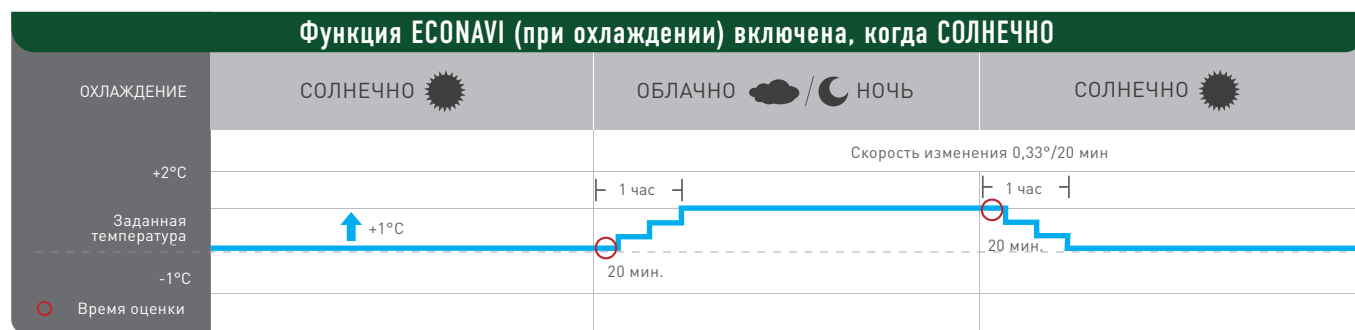 Функция ECONAVI (при охлаждении) включена, когда СОЛНЕЧНО
ОХЛАЖДЕНИЕ
СОЛНЕЧНО
ОБЛАЧНО / НОЧЬ
СОЛНЕЧНО
Скорость изменения 0,33°/20 мин
+2°C
1 час
1 час
Заданная
температура
+1°C
20 мин.
20 мин.
-1°C
Время оценки